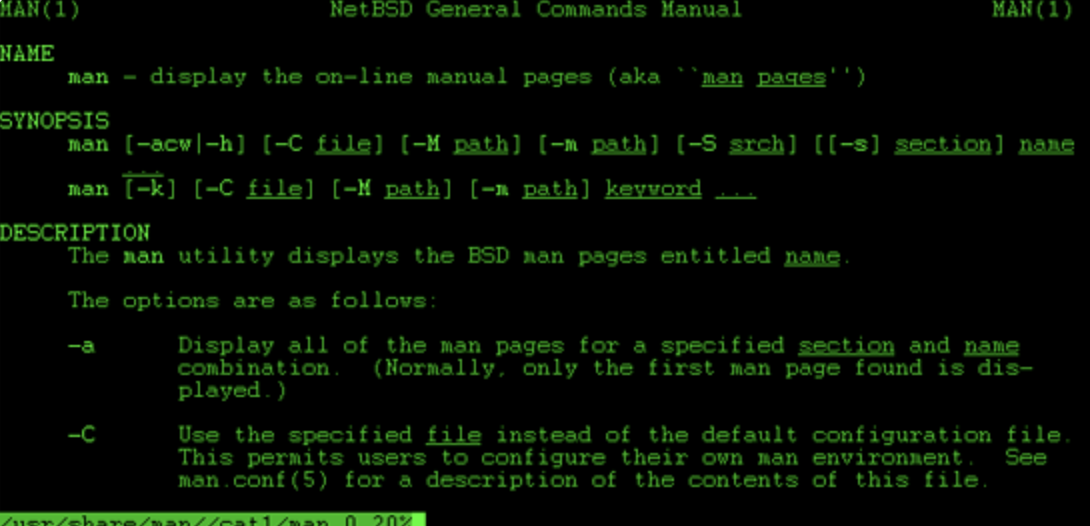 MAN(1) NetBSD General Commands Manual MAN(1)
NAME
man – display the on-line manual pages (aka ``man pages'')
SYNOPSIS
man [-acw|-h] [-C file] [-M path] [-m path] [-S srch] [[-s] section] name
...
man [-k] [-C file] [-M path] [-m path] keyword ...
DESCRIPTION
The man utility displays the BSD man pages entitled name.
The options are as follows:
-a Display all of the man pages for a specified section and name
combination. (Normally, only the first man page found is dis-
played.)
-C Use the specified file instead of the default configuration file.
This permits users to configure their own man environment. See
man.conf(5) for a description of the contents of this file.
/usr/share/man//cat1/man.0 20%